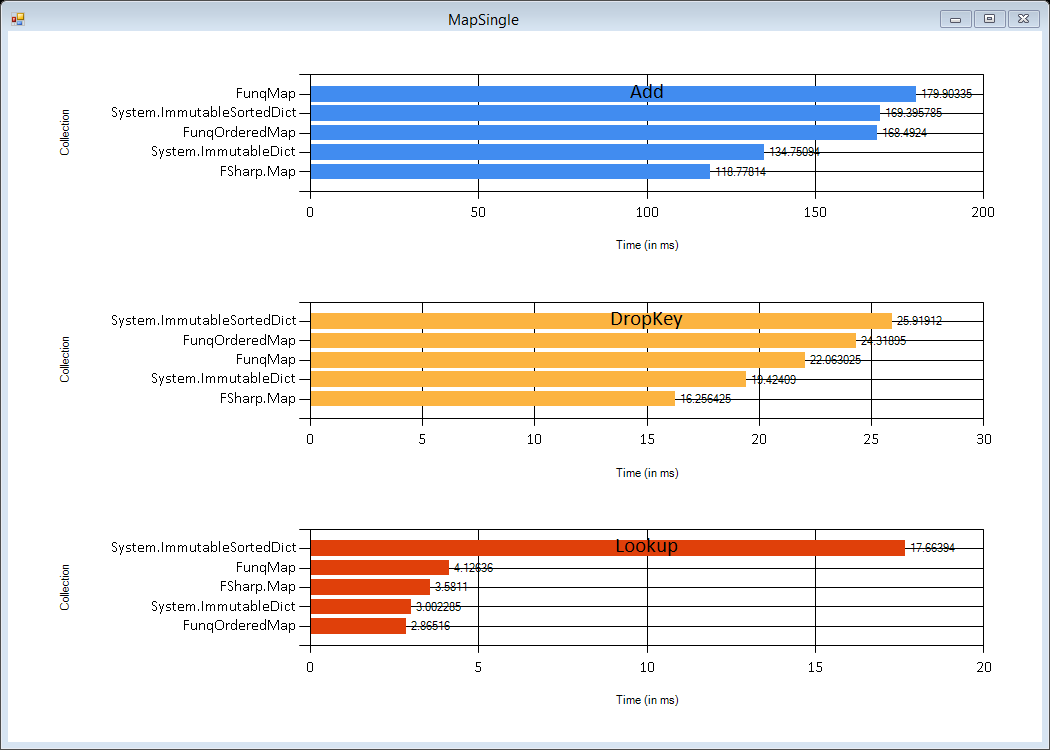 MapSingle
Add
Collection
FunqMap 179.90335
System.ImmutableSortedDict 169.395785
FunqOrderedMap 168.4924
System.ImmutableDict 134.75094
FSharp.Map 118.77814
0 50 100 150 200
Time (in ms)
DropKey
Collection
System.ImmutableSortedDict 25.91912
FunqOrderedMap 24.31895
FunqMap 22.063025
System.ImmutableDict 19.42409
FSharp.Map 16.256425
0 5 10 15 20 25 30
Time (in ms)
Lookup
Collection
System.ImmutableSortedDict 17.66394
FunqMap 4.12636
FSharp.Map 3.5811
System.ImmutableDict 3.002285
FunqOrderedMap 2.86516
0 5 10 15 20
Time (in ms)